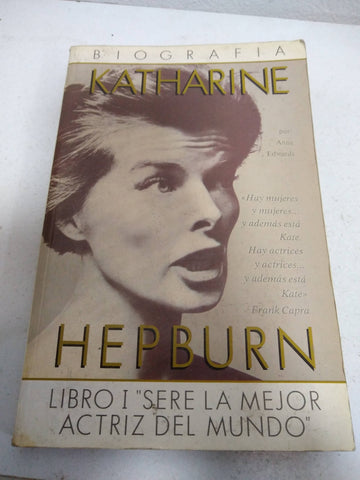 BIOGRAFIA
KATHARINE
por
Anne
Edwards
«Hay mujeres
y mujeres...
y además está
Kate.
Hay actrices
y actrices...
y además está
Kate»
Frank Capra
HEPBURN
LIBRO I "SERE LA MEJOR
ACTRIZ DEL MUNDO"